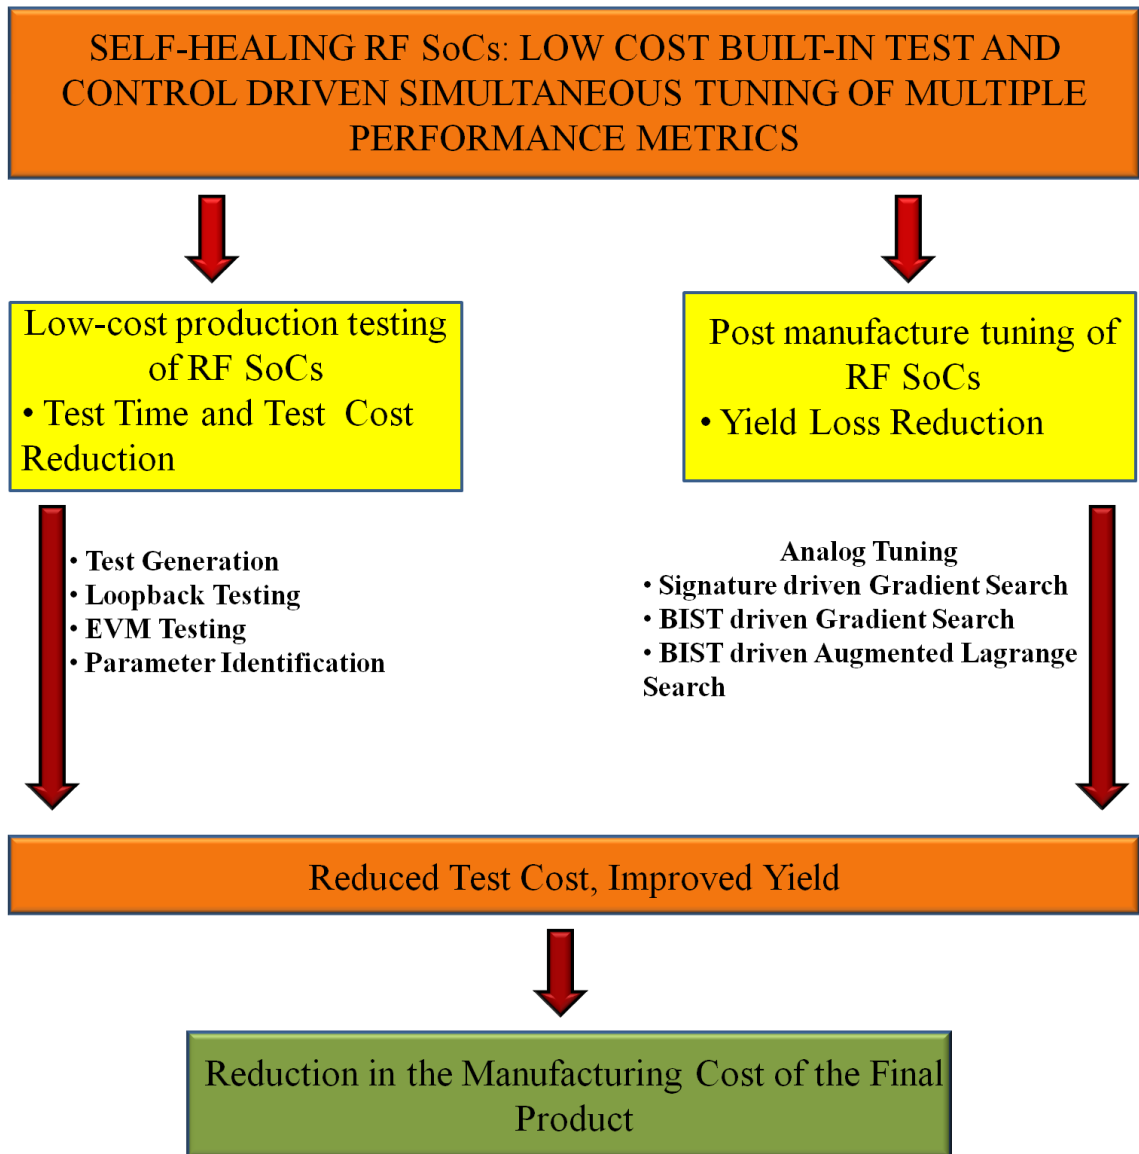 SELF-HEALING RF SoCs: LOW COST BUILT-IN TEST AND
CONTROL DRIVEN SIMULTANEOUS TUNING OF MULTIPLE
PERFORMANCE METRICS
Low-cost production testing
of RF SoCs
• Test Time and Test Cost
Reduction
Post manufacture tuning of
RF SoCs
• Yield Loss Reduction
• Test Generation
• Loopback Testing
• EVM Testing
• Parameter Identification
Analog Tuning
• Signature driven Gradient Search
• BIST driven Gradient Search
• BIST driven Augmented Lagrange
Search
Reduced Test Cost, Improved Yield
Reduction in the Manufacturing Cost of the Final
Product